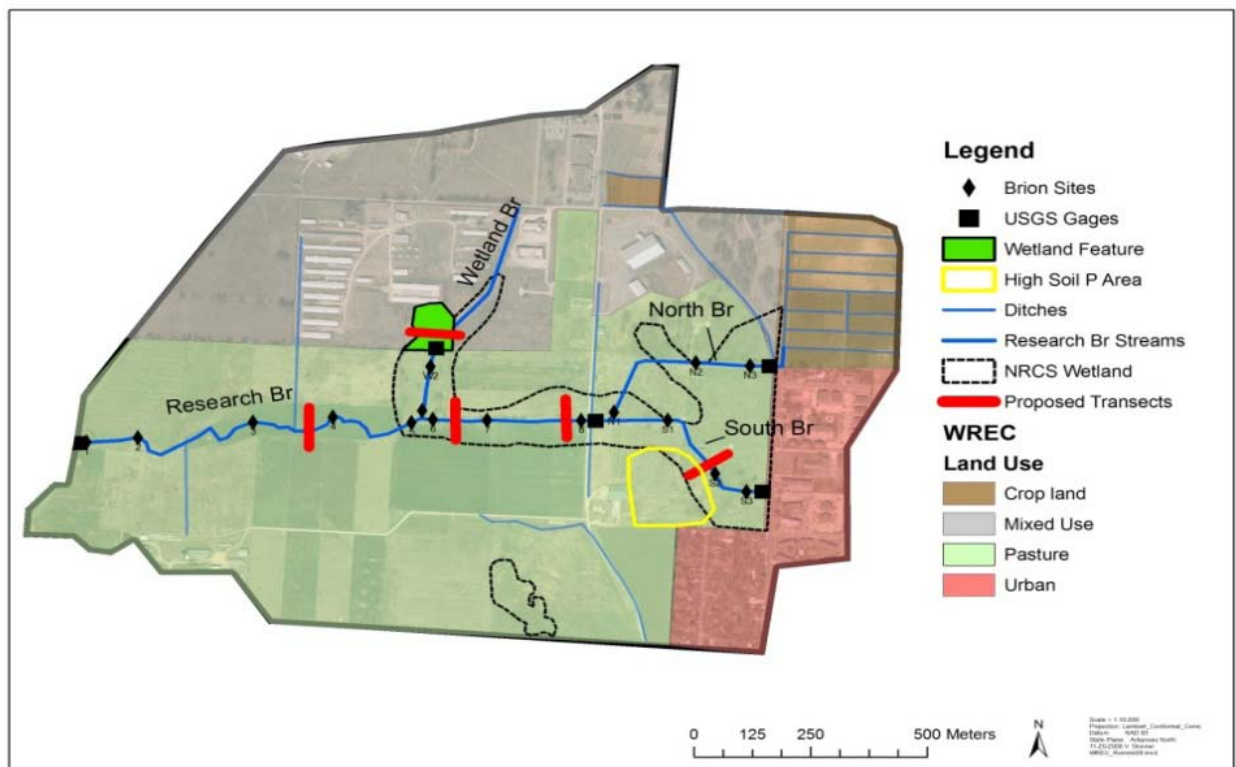 Wetland Br
North Br
N2
N3
Research Br
N1
S1
South Br
S3
Legend
Brion Sites
USGS Gages
Wetland Feature
High Soil P Area
Ditches
Research Br Streams
NRCS Wetland
Proposed Transects
WREC
Land Use
Crop land
Mixed Use
Pasture
Urban
0 125 250 500 Meters
N